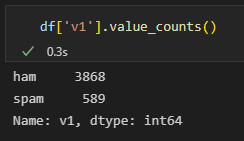 df['v1'].value_counts()
0.3s
ham     3868
spam     589
Name: v1, dtype: int64